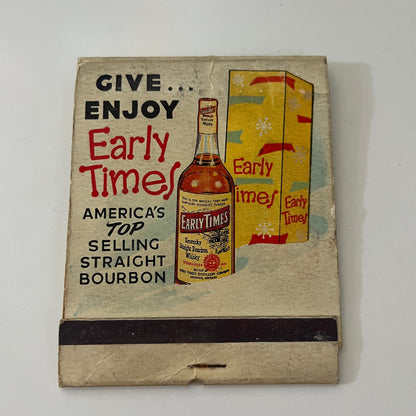 GIVE...
ENJOY
Early
Times
AMERICA'S
TOP
SELLING
STRAIGHT
BOURBON
EARLY TIMES
Kentucky
Straight Bourbon
Whisky
Early
Times
Early
Times